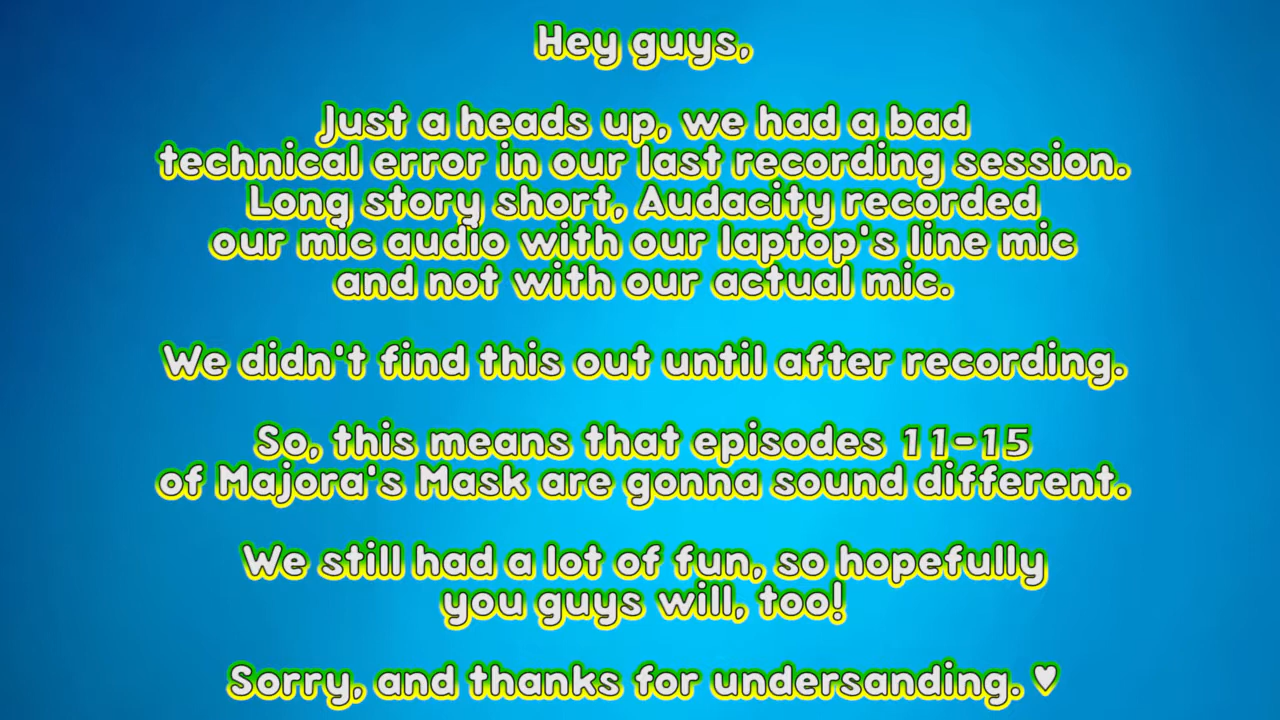 Hey guys,
Just a heads up, we had a bad
technical error in our last recording session.
Long story short, Audacity recorded
our mic audio with our laptop's line mic
and not with our actual mic.
We didn't find this out until after recording.
So, this means that episodes 11-15
of Majora's Mask are gonna sound different.
We still had a lot of fun, so hopefully
you guys will, too!
Sorry, and thanks for undersanding. ♥